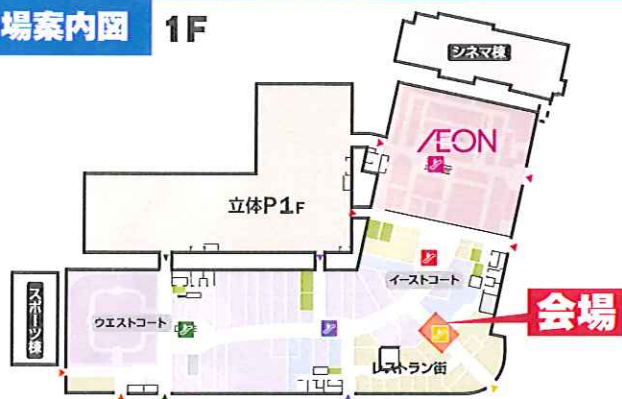 場案内図 1F
シネマ棟
ÆON
立体P1F
イーストコート
スポーツ棟
ウエストコート
会場
レストラン街